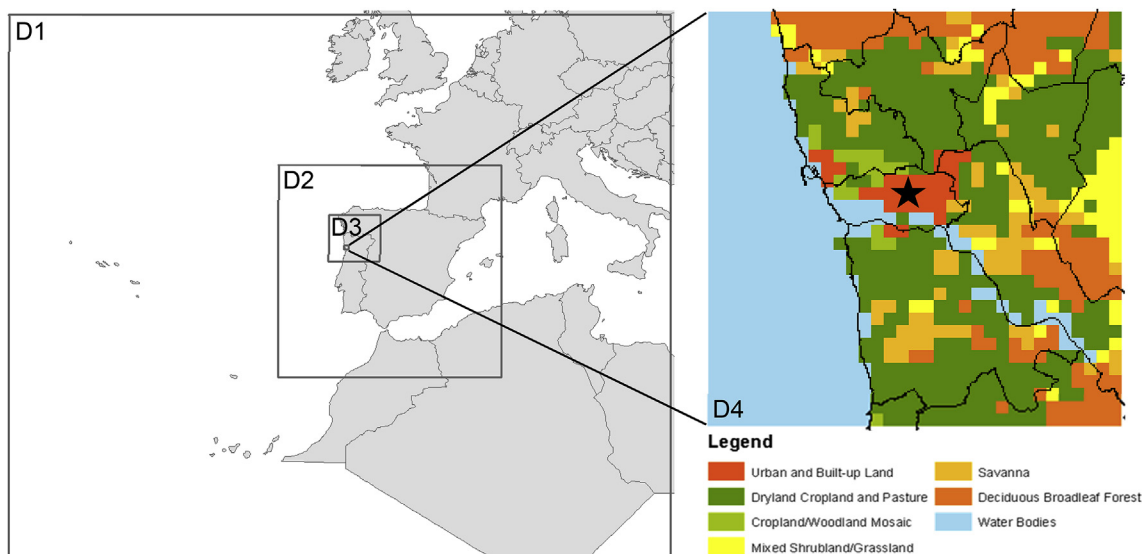 D1
D2
D3
D4
Legend
Urban and Built-up Land
Dryland Cropland and Pasture
Cropland/Woodland Mosaic
Mixed Shrubland/Grassland
Savanna
Deciduous Broadleaf Forest
Water Bodies